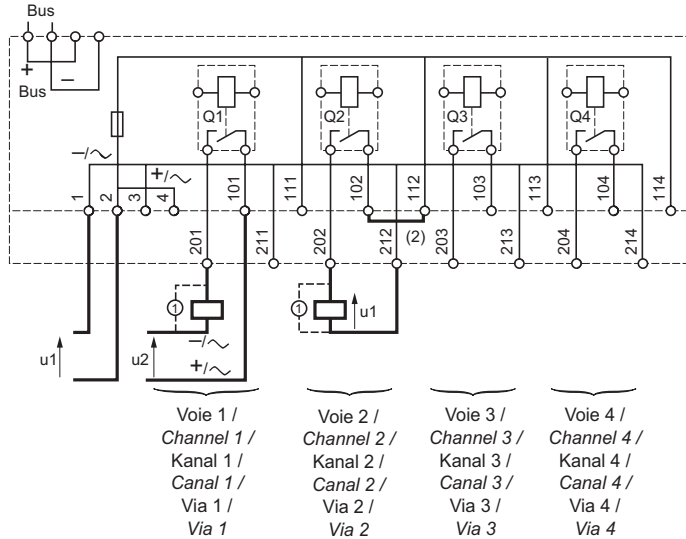 Bus
+
−
Bus
Q1
Q2
Q3
Q4
−/∼
+/∼
1
2
3
4
101
111
102
112
103
113
104
114
201
211
202
212
(2)
203
213
204
214
1
1
u1
u1
u2
−/∼
+/∼
Voie 1 /
Channel 1 /
Kanal 1 /
Canal 1 /
Via 1 /
Via 1
Voie 2 /
Channel 2 /
Kanal 2 /
Canal 2 /
Via 2 /
Via 2
Voie 3 /
Channel 3 /
Kanal 3 /
Canal 3 /
Via 3 /
Via 3
Voie 4 /
Channel 4 /
Kanal 4 /
Canal 4 /
Via 4 /
Via 4